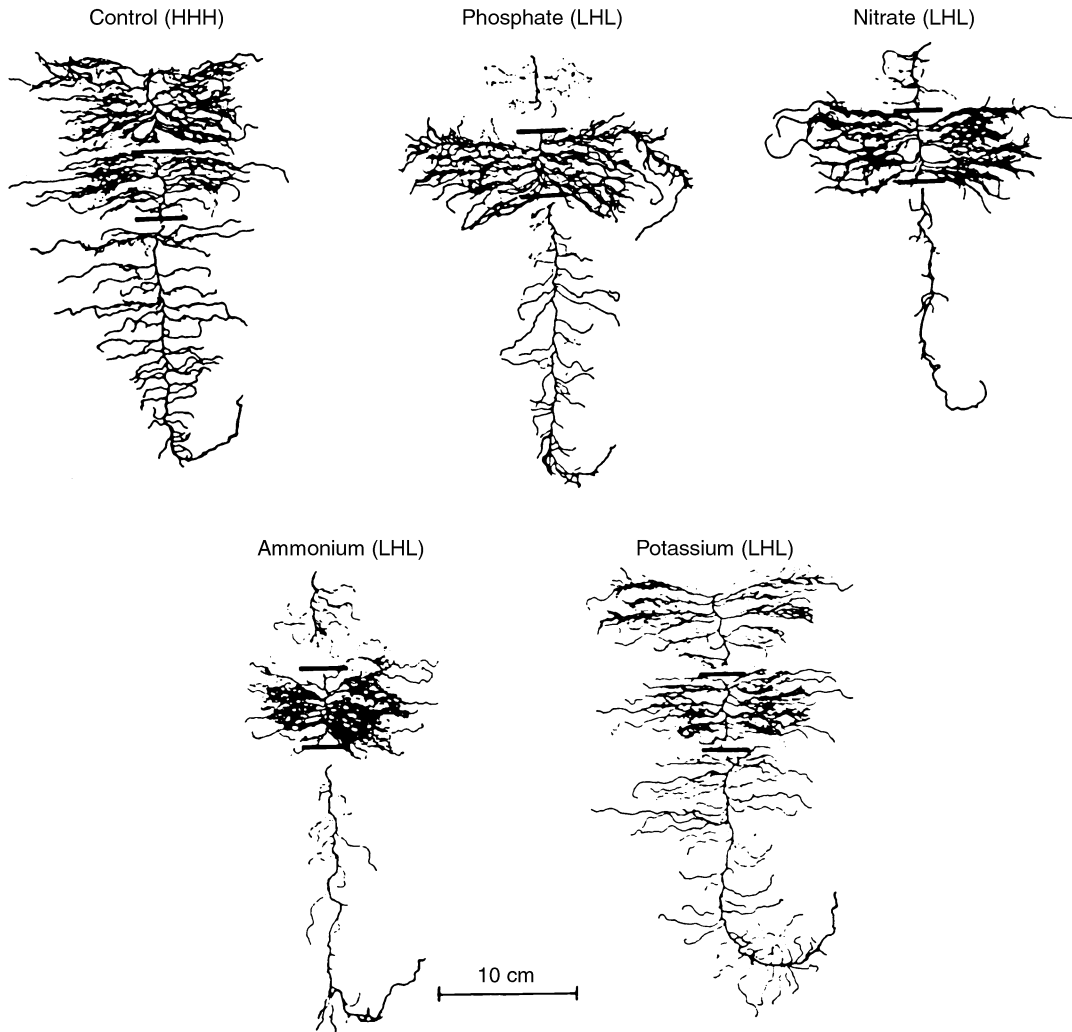 Control (HHH)
Phosphate (LHL)
Nitrate (LHL)
Ammonium (LHL)
Potassium (LHL)
10 cm